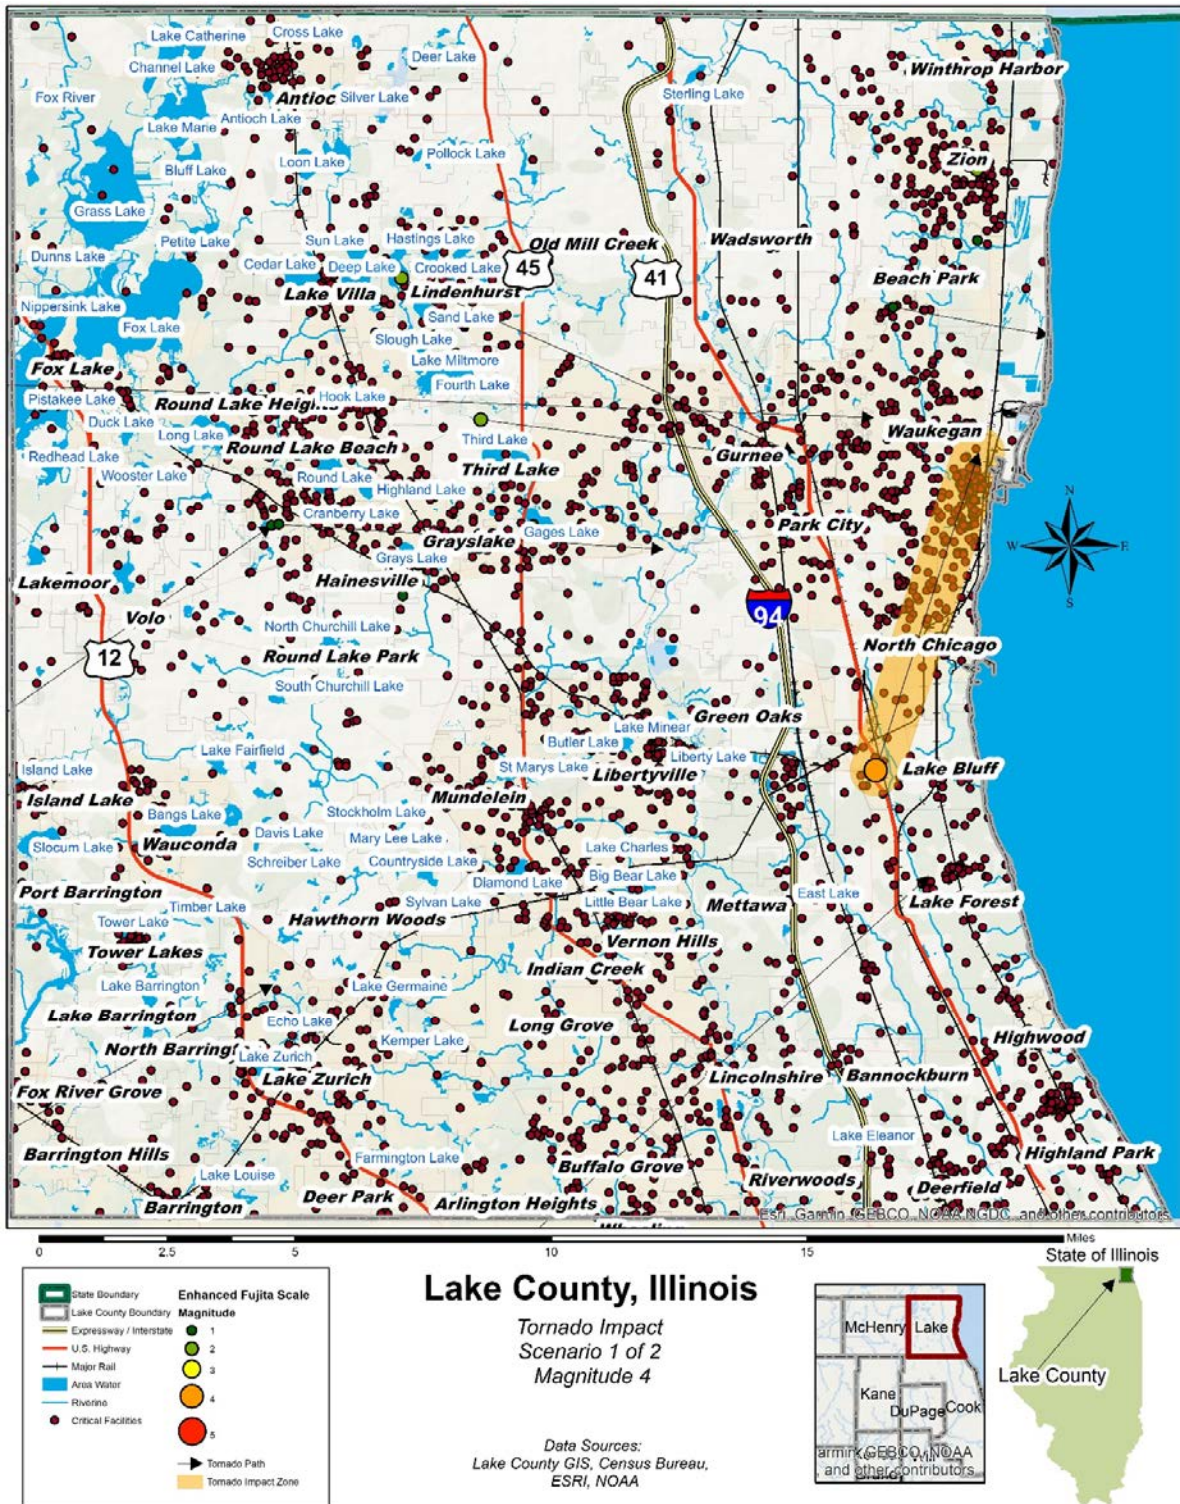 Lake Catherine
Cross Lake
Channel Lake
Deer Lake
Winthrop Harbor
Fox River
Antioc
Silver Lake
Sterling Lake
Lake Marie
Antioch Lake
Bluff Lake
Loon Lake
Pollock Lake
Zion
Grass Lake
Petite Lake
Sun Lake
Hastings Lake
Old Mill Creek
Wadsworth
Dunns Lake
Cedar Lake
Deep Lake
Crooked Lake
45
41
Beach Park
Lake Villa
Lindenhurst
Nippersink Lake
Fox Lake
Sand Lake
Slough Lake
Lake Miltmore
Fox Lake
Fourth Lake
Pistakee Lake
Round Lake Heights
Hook Lake
Duck Lake
Long Lake
Round Lake Beach
Third Lake
Gurnee
Waukegan
Redhead Lake
Wooster Lake
Round Lake
Third Lake
Highland Lake
Cranberry Lake
Park City
Grayslake
Gages Lake
N
W
E
S
Grays Lake
Lakemoor
Hainesville
Volo
94
North Churchill Lake
12
Round Lake Park
North Chicago
South Churchill Lake
Green Oaks
Lake Minear
Lake Fairfield
Butler Lake
Liberty Lake
Island Lake
St Marys Lake
Libertyville
Lake Bluff
Island Lake
Mundelein
Bangs Lake
Stockholm Lake
Slocum Lake
Wauconda
Davis Lake
Mary Lee Lake
Lake Charles
Schreiber Lake
Countryside Lake
Port Barrington
Diamond Lake
Big Bear Lake
Timber Lake
Sylvan Lake
Little Bear Lake
Mettawa
East Lake
Lake Forest
Tower Lake
Hawthorn Woods
Tower Lakes
Vernon Hills
Indian Creek
Lake Barrington
Lake Germaine
Lake Barrington
Echo Lake
Long Grove
Highwood
North Barringt
Lake Zurich
Kemper Lake
Fox River Grove
Lake Zurich
Lincolnshire
Bannockburn
Barrington Hills
Lake Eleanor
Lake Louise
Farmington Lake
Buffalo Grove
Highland Park
Barrington
Deer Park
Arlington Heights
Riverwoods
Deerfield
Esri, Garmin, GEBCO, NOAA NGDC, and other contributors
0
2.5
5
10
15
Miles
State of Illinois
State Boundary
Lake County Boundary
Expressway / Interstate
U.S. Highway
Major Rail
Area Water
Riverine
Critical Facilities
Enhanced Fujita Scale
Magnitude
1
2
3
4
5
Tornado Path
Tornado Impact Zone
Lake County, Illinois
Tornado Impact
Scenario 1 of 2
Magnitude 4
Data Sources:
Lake County GIS, Census Bureau,
ESRI, NOAA
McHenry
Lake
Kane
DuPage
Cook
armin, GEBCO, NOAA
, and other contributors
Lake County